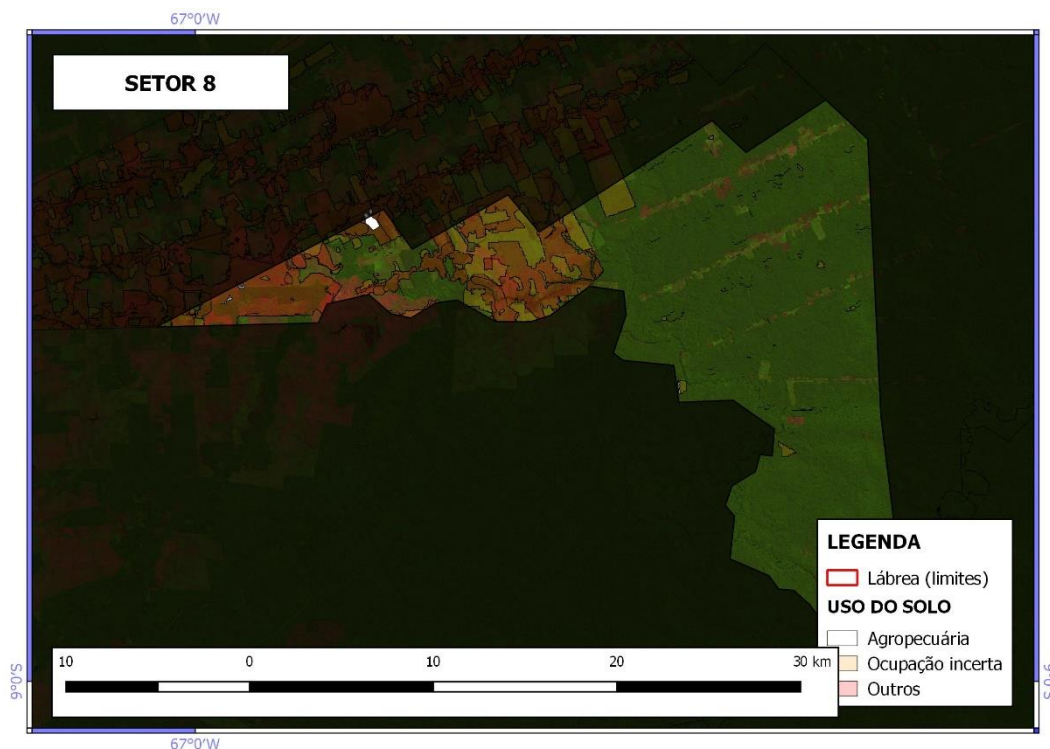 67°0'W
SETOR 8
LEGENDA
Lábrea (limites)
USO DO SOLO
Agropecuária
Ocupação incerta
Outros
10 0 10 20 30 km
9°0'S
9°0'S
67°0'W